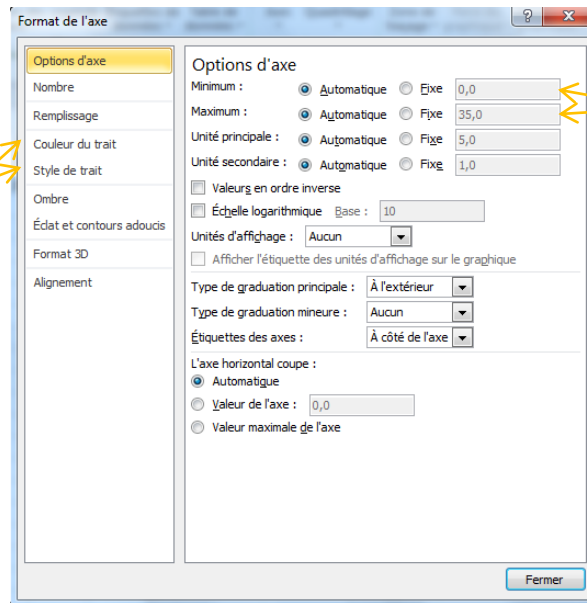 Format de l'axe
Options d'axe
Nombre
Remplissage
Couleur du trait
Style de trait
Ombre
Éclat et contours adoucis
Format 3D
Alignement
Options d'axe
Minimum : Automatique Fixe 0,0
Maximum : Automatique Fixe 35,0
Unité principale : Automatique Fixe 5,0
Unité secondaire : Automatique Fixe 1,0
Valeurs en ordre inverse
Échelle logarithmique Base : 10
Unités d'affichage : Aucun
Afficher l'étiquette des unités d'affichage sur le graphique
Type de graduation principale : À l'extérieur
Type de graduation mineure : Aucun
Étiquettes des axes : À côté de l'axe
L'axe horizontal coupe :
Automatique
Valeur de l'axe : 0,0
Valeur maximale de l'axe
Fermer